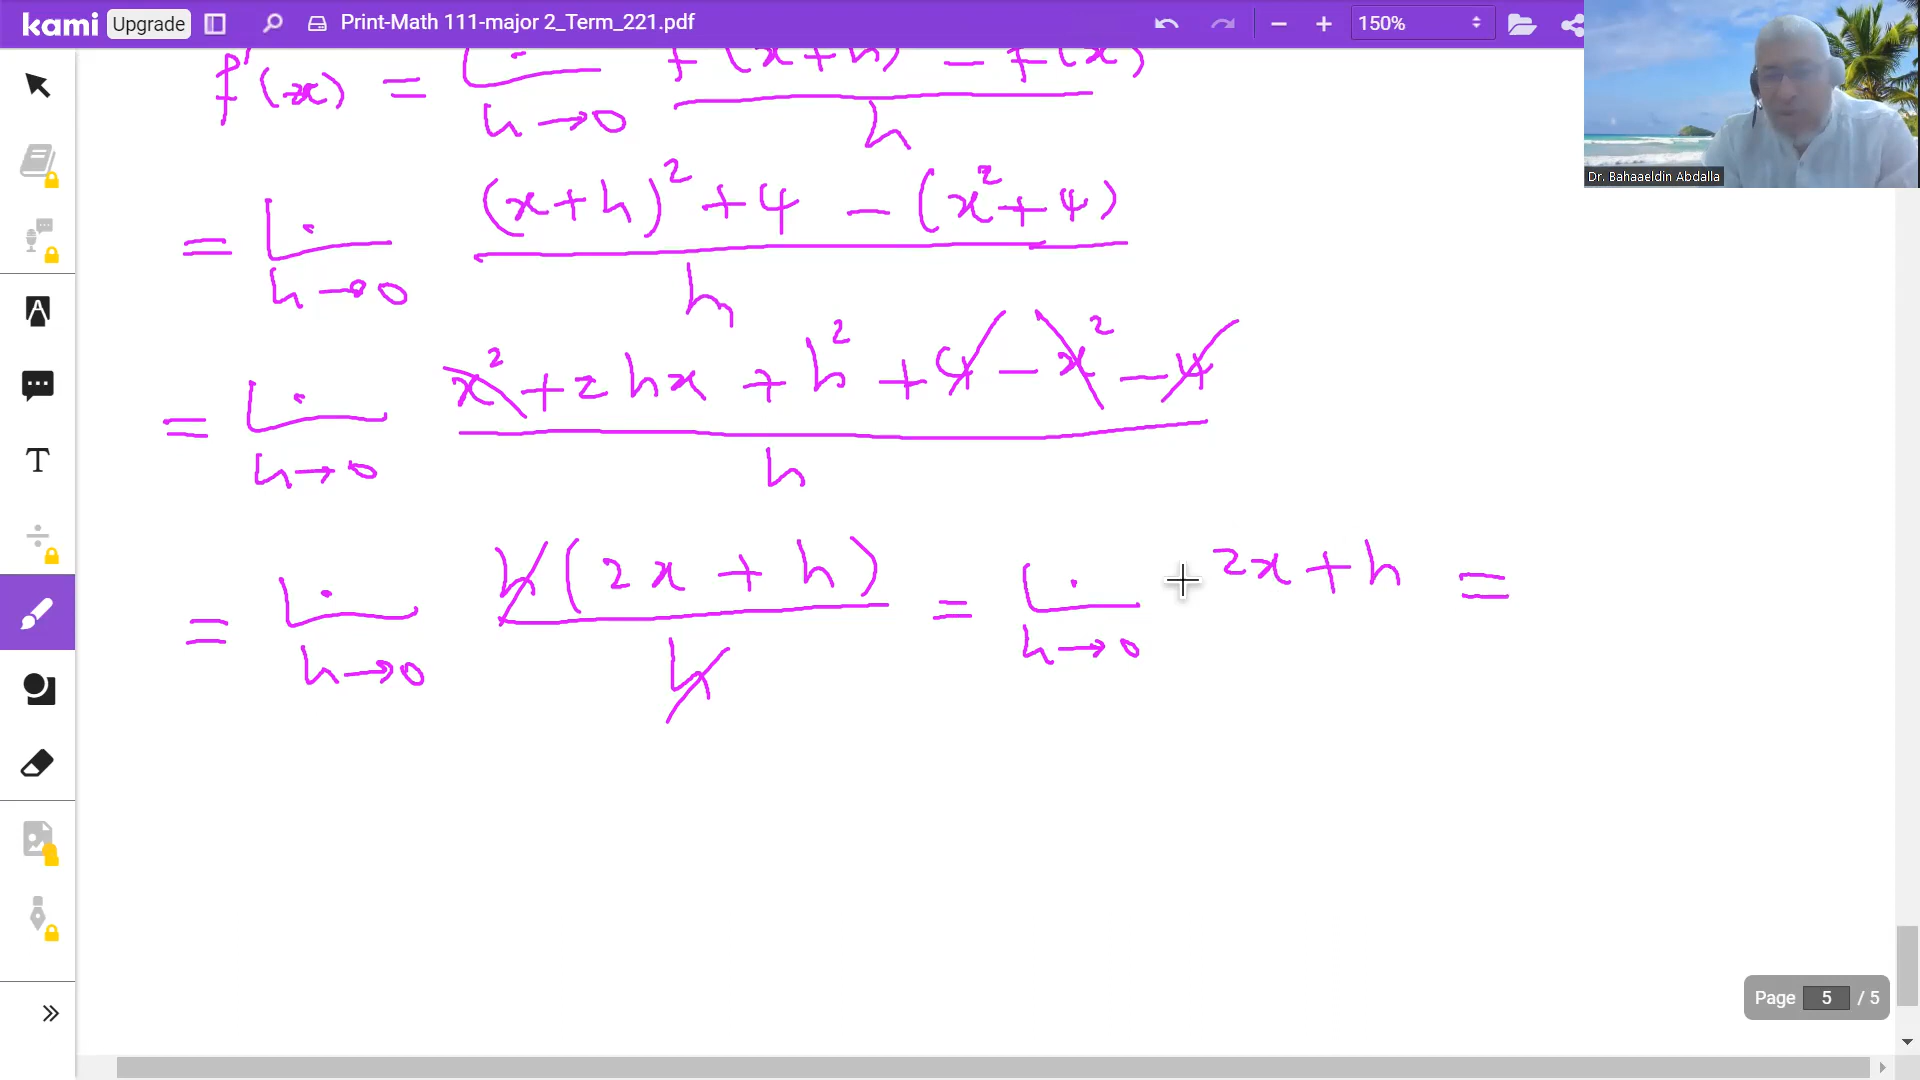 kami Upgrade Print-Math 111-major 2_Term_221.pdf 150%
f'(x) = Lim h→0 f(x+h) - f(x) / h
= Lim h→0 (x+h)² + 4 - (x²+4) / h
= Lim h→0 x² + 2hx + h² + 4 - x² - 4 / h
= Lim h→0 h(2x + h) / h = Lim h→0 2x + h =
Dr. Bahaaeldin Abdalla
Page 5 / 5